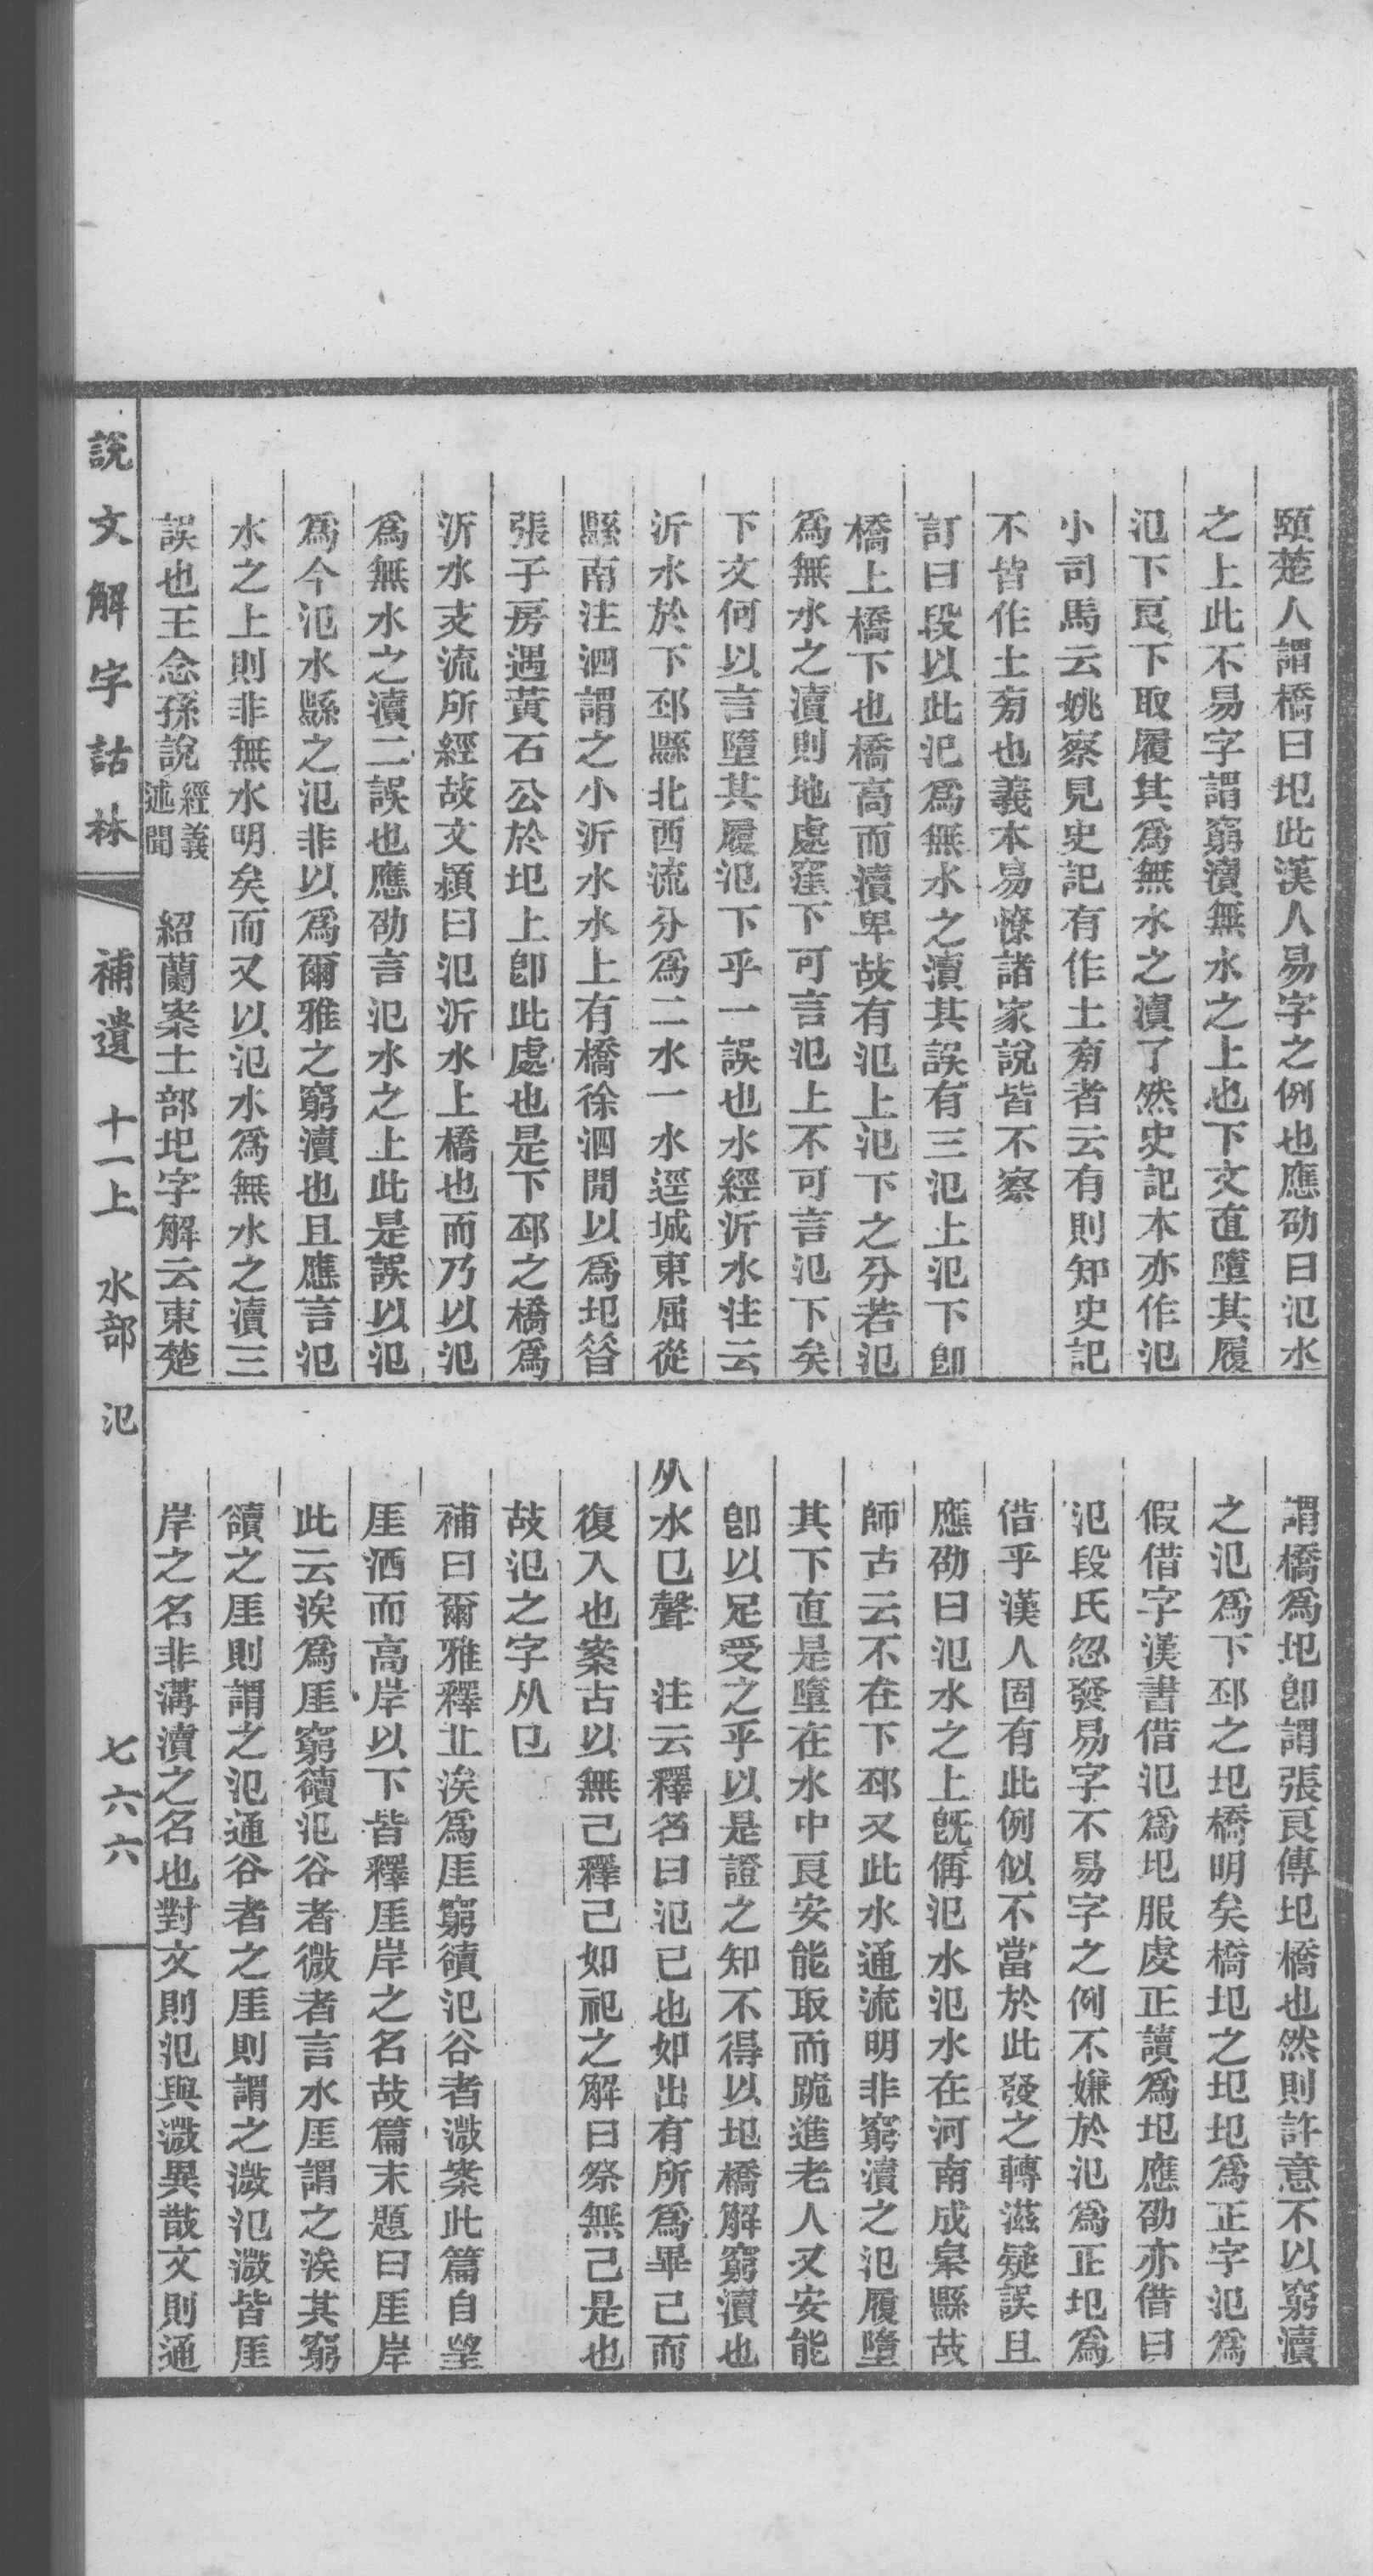 頤楚人謂橋曰圯此漢人易字之例也應劭曰汜水
之上此不易字謂窮瀆無水之上也下文直墮其履
汜下良下取履其爲無水之瀆了然史記本亦作汜
小司馬云姚察見史記有作土旁者云有則知史記
不皆作土旁也義本易憭諸家說皆不察
訂曰段以此汜爲無水之瀆其誤有三汜上汜下卽
橋上橋下也橋高而瀆卑故有汜上汜下之分若汜
爲無水之瀆則地處窪下可言汜上不可言汜下矣
下文何以言墮其履汜下乎一誤也水經沂水注云
沂水於下邳縣北西流分爲二水一水逕城東屈從
縣南注泗謂之小沂水水上有橋徐泗閒以爲圯昝
張子房遇黃石公於圯上卽此處也是下邳之橋爲
沂水支流所經故文潁曰汜沂水上橋也而乃以汜
爲無水之瀆二誤也應劭言汜水之上此是誤以汜
爲今汜水縣之汜非以爲爾雅之窮瀆也且應言汜
水之上則非無水明矣而又以汜水爲無水之瀆三
誤也王念孫說經義述聞　紹蘭案土部圯字解云東楚
謂橋爲圯卽謂張良傳圯橋也然則許意不以窮瀆
之汜爲下邳之圯橋明矣橋圯之圯圯爲正字汜爲
假借字漢書借汜爲圯服虔正讀爲圯應劭亦借曰
汜段氏忽發易字不易字之例不嫌於汜爲正圯爲
借乎漢人固有此例似不當於此發之轉滋疑誤且
應劭曰汜水之上旣偁汜水汜水在河南成皋縣故
師古云不在下邳又此水通流明非窮瀆之汜履墮
其下直是墮在水中良安能取而跪進老人又安能
卽以足受之乎以是證之知不得以圯橋解窮瀆也
从水巳聲　注云釋名曰汜已也如出有所爲畢已而
復入也案古以無己釋己如祀之解曰祭無己是也
故汜之字从巳
補曰爾雅釋丘涘爲厓窮瀆汜谷者溦案此篇自望
厓洒而高岸以下皆釋厓岸之名故篇末題曰厓岸
此云涘爲厓窮瀆汜谷者微者言水厓謂之涘其窮
瀆之厓則謂之汜通谷者之厓則謂之溦汜溦皆厓
岸之名非溝瀆之名也對文則汜與溦異散文則通
說文解字詁林　補遺　十一上　水部　汜　七六六